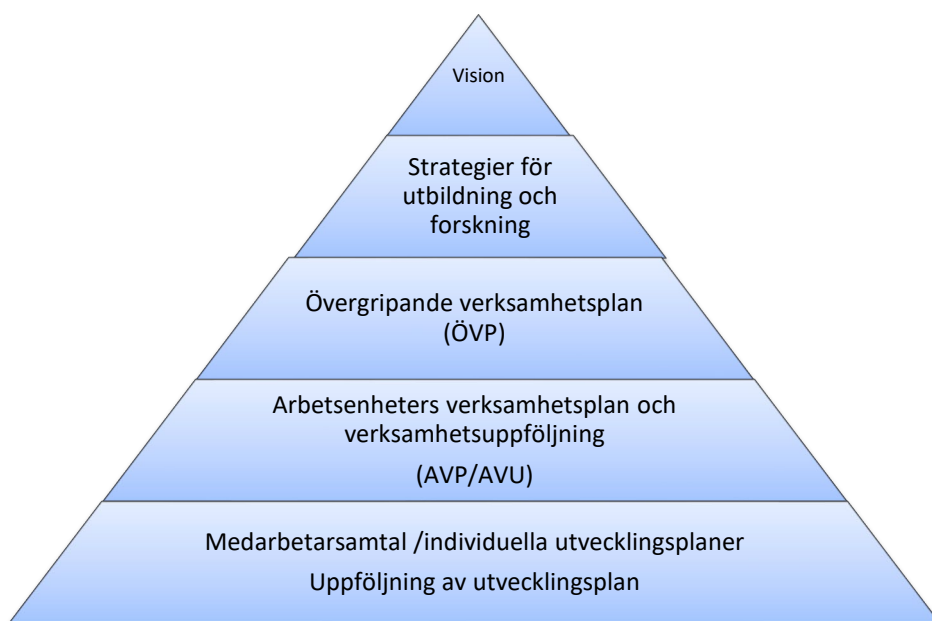 Vision
Strategier för
utbildning och
forskning
Övergripande verksamhetsplan
(ÖVP)
Arbetsenheters verksamhetsplan och
verksamhetsuppföljning
(AVP/AVU)
Medarbetarsamtal /individuella utvecklingsplaner
Uppföljning av utvecklingsplan